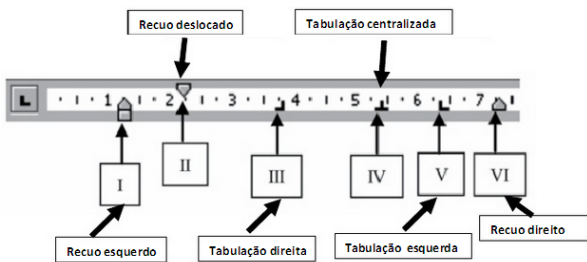 Recuo deslocado
Tabulação centralizada
L 1 2 3 4 5 6 7
I
II
III
IV
V
VI
Recuo esquerdo
Tabulação direita
Tabulação esquerda
Recuo direito